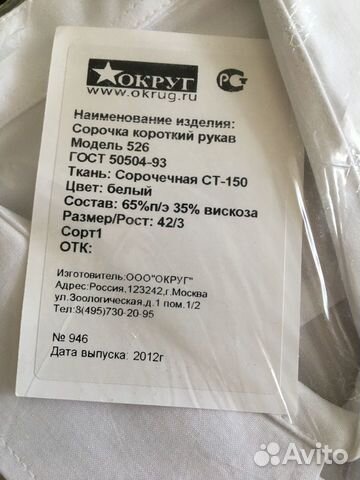 ОКРУГ
www.okrug.ru
Наименование изделия:
Сорочка короткий рукав
Модель 526
ГОСТ 50504-93
Ткань: Сорочечная СТ-150
Цвет: белый
Состав: 65%п/э 35% вискоза
Размер/Рост: 42/3
Сорт1
ОТК:
Изготовитель:ООО"ОКРУГ"
Адрес:Россия,123242,г.Москва
ул.Зоологическая,д.1 пом.1/2
Тел:8(495)730-20-95
№ 946
Дата выпуска: 2012г
Avito